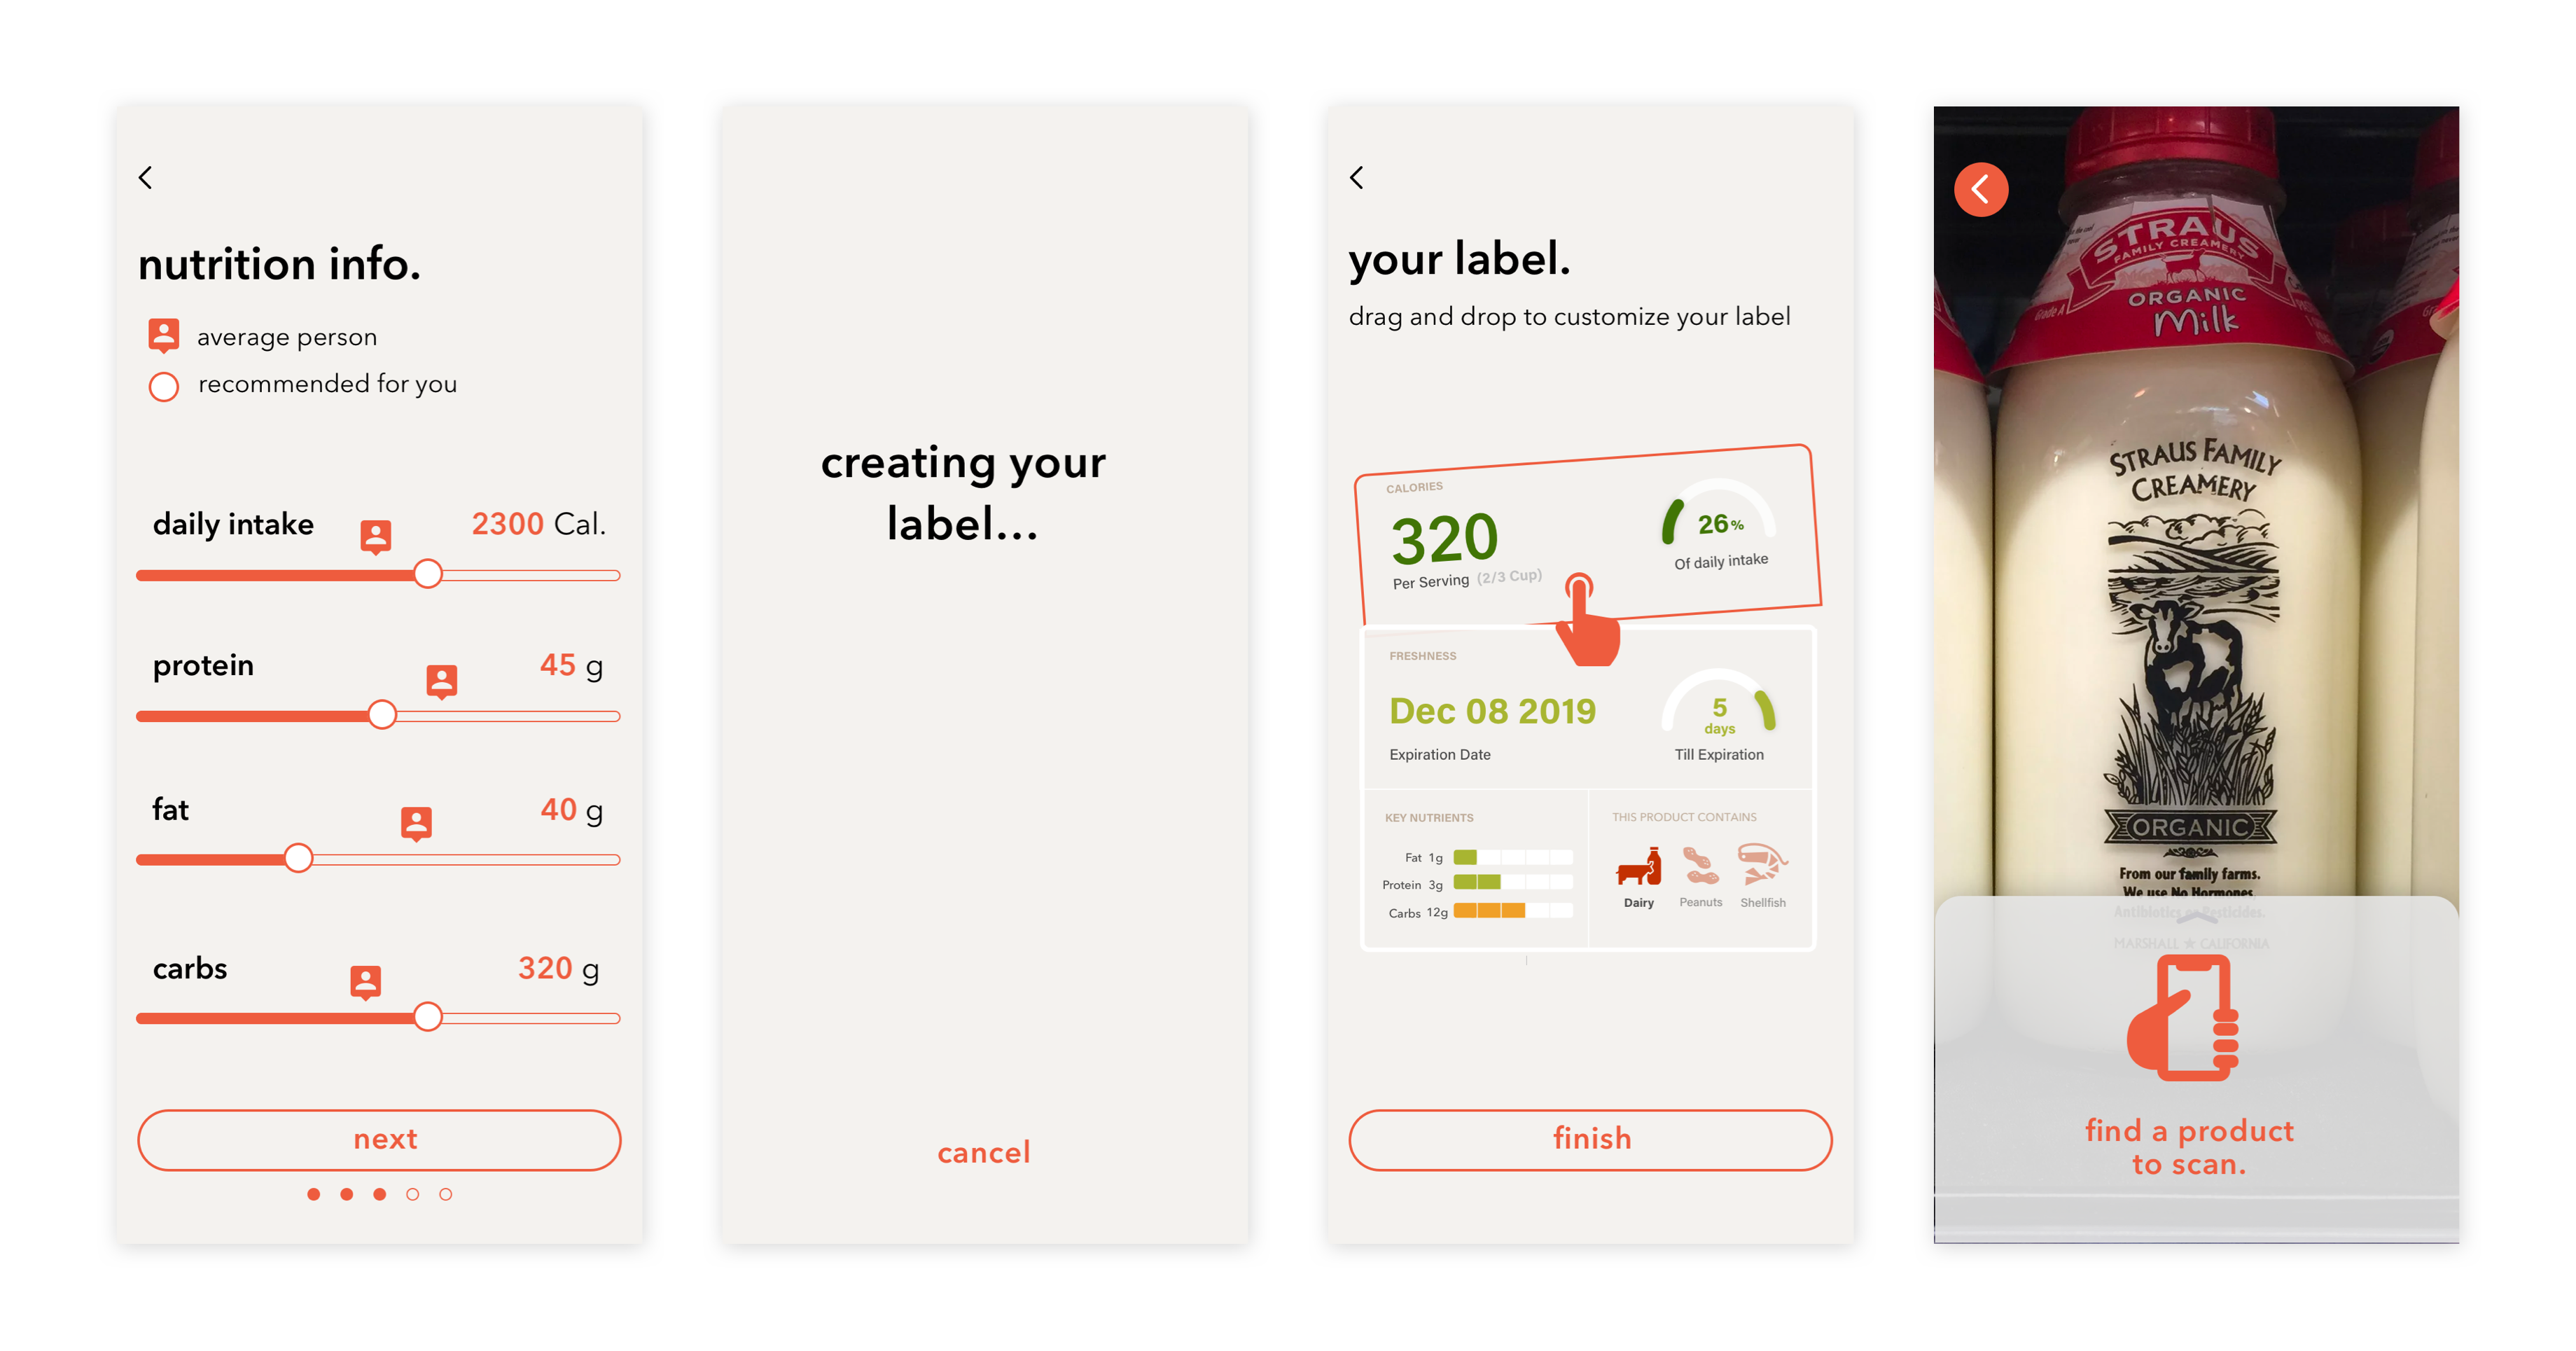 nutrition info.
average person
recommended for you
daily intake
2300 Cal.
protein
45 g
fat
40 g
carbs
320 g
next
creating your
label...
cancel
your label.
drag and drop to customize your label
CALORIES
320
Per Serving (2/3 Cup)
26%
Of daily intake
FRESHNESS
Dec 08 2019
Expiration Date
5
days
Till Expiration
KEY NUTRIENTS
Fat 1g
Protein 3g
Carbs 12g
THIS PRODUCT CONTAINS
Dairy
Peanuts
Shellfish
finish
STRAUS
FAMILY CREAMERY
ORGANIC
Milk
Grade A
STRAUS FAMILY
CREAMERY
ORGANIC
From our family farms.
We use No Hormones,
Antibiotics or Pesticides.
MARSHALL ★ CALIFORNIA
find a product
to scan.